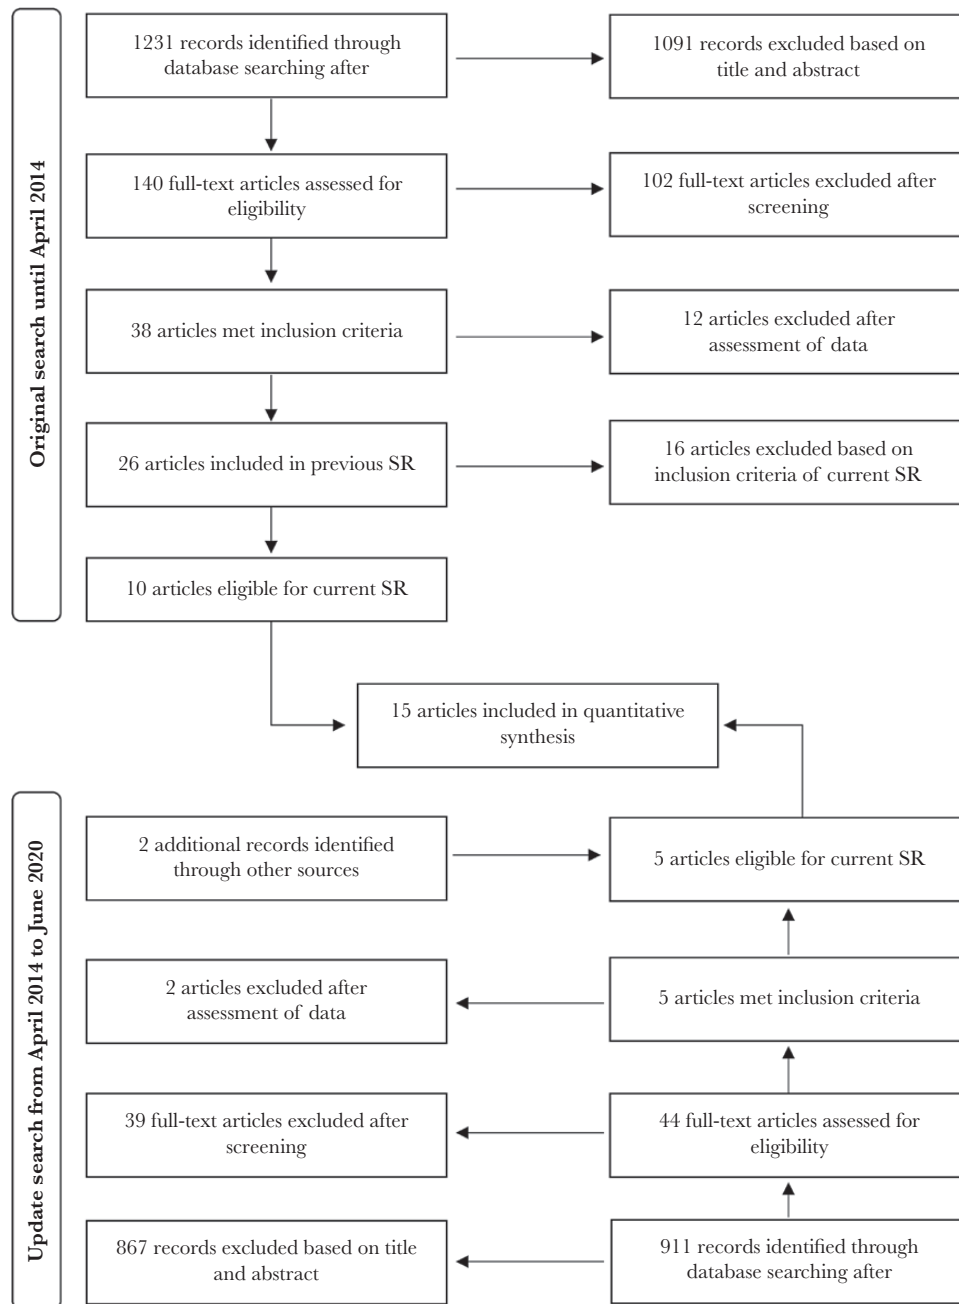 Original search until April 2014
1231 records identified through
database searching after
1091 records excluded based on
title and abstract
140 full-text articles assessed for
eligibility
102 full-text articles excluded after
screening
38 articles met inclusion criteria
12 articles excluded after
assessment of data
26 articles included in previous SR
16 articles excluded based on
inclusion criteria of current SR
10 articles eligible for current SR
15 articles included in quantitative
synthesis
Update search from April 2014 to June 2020
2 additional records identified
through other sources
5 articles eligible for current SR
2 articles excluded after
assessment of data
5 articles met inclusion criteria
39 full-text articles excluded after
screening
44 full-text articles assessed for
eligibility
867 records excluded based on title
and abstract
911 records identified through
database searching after